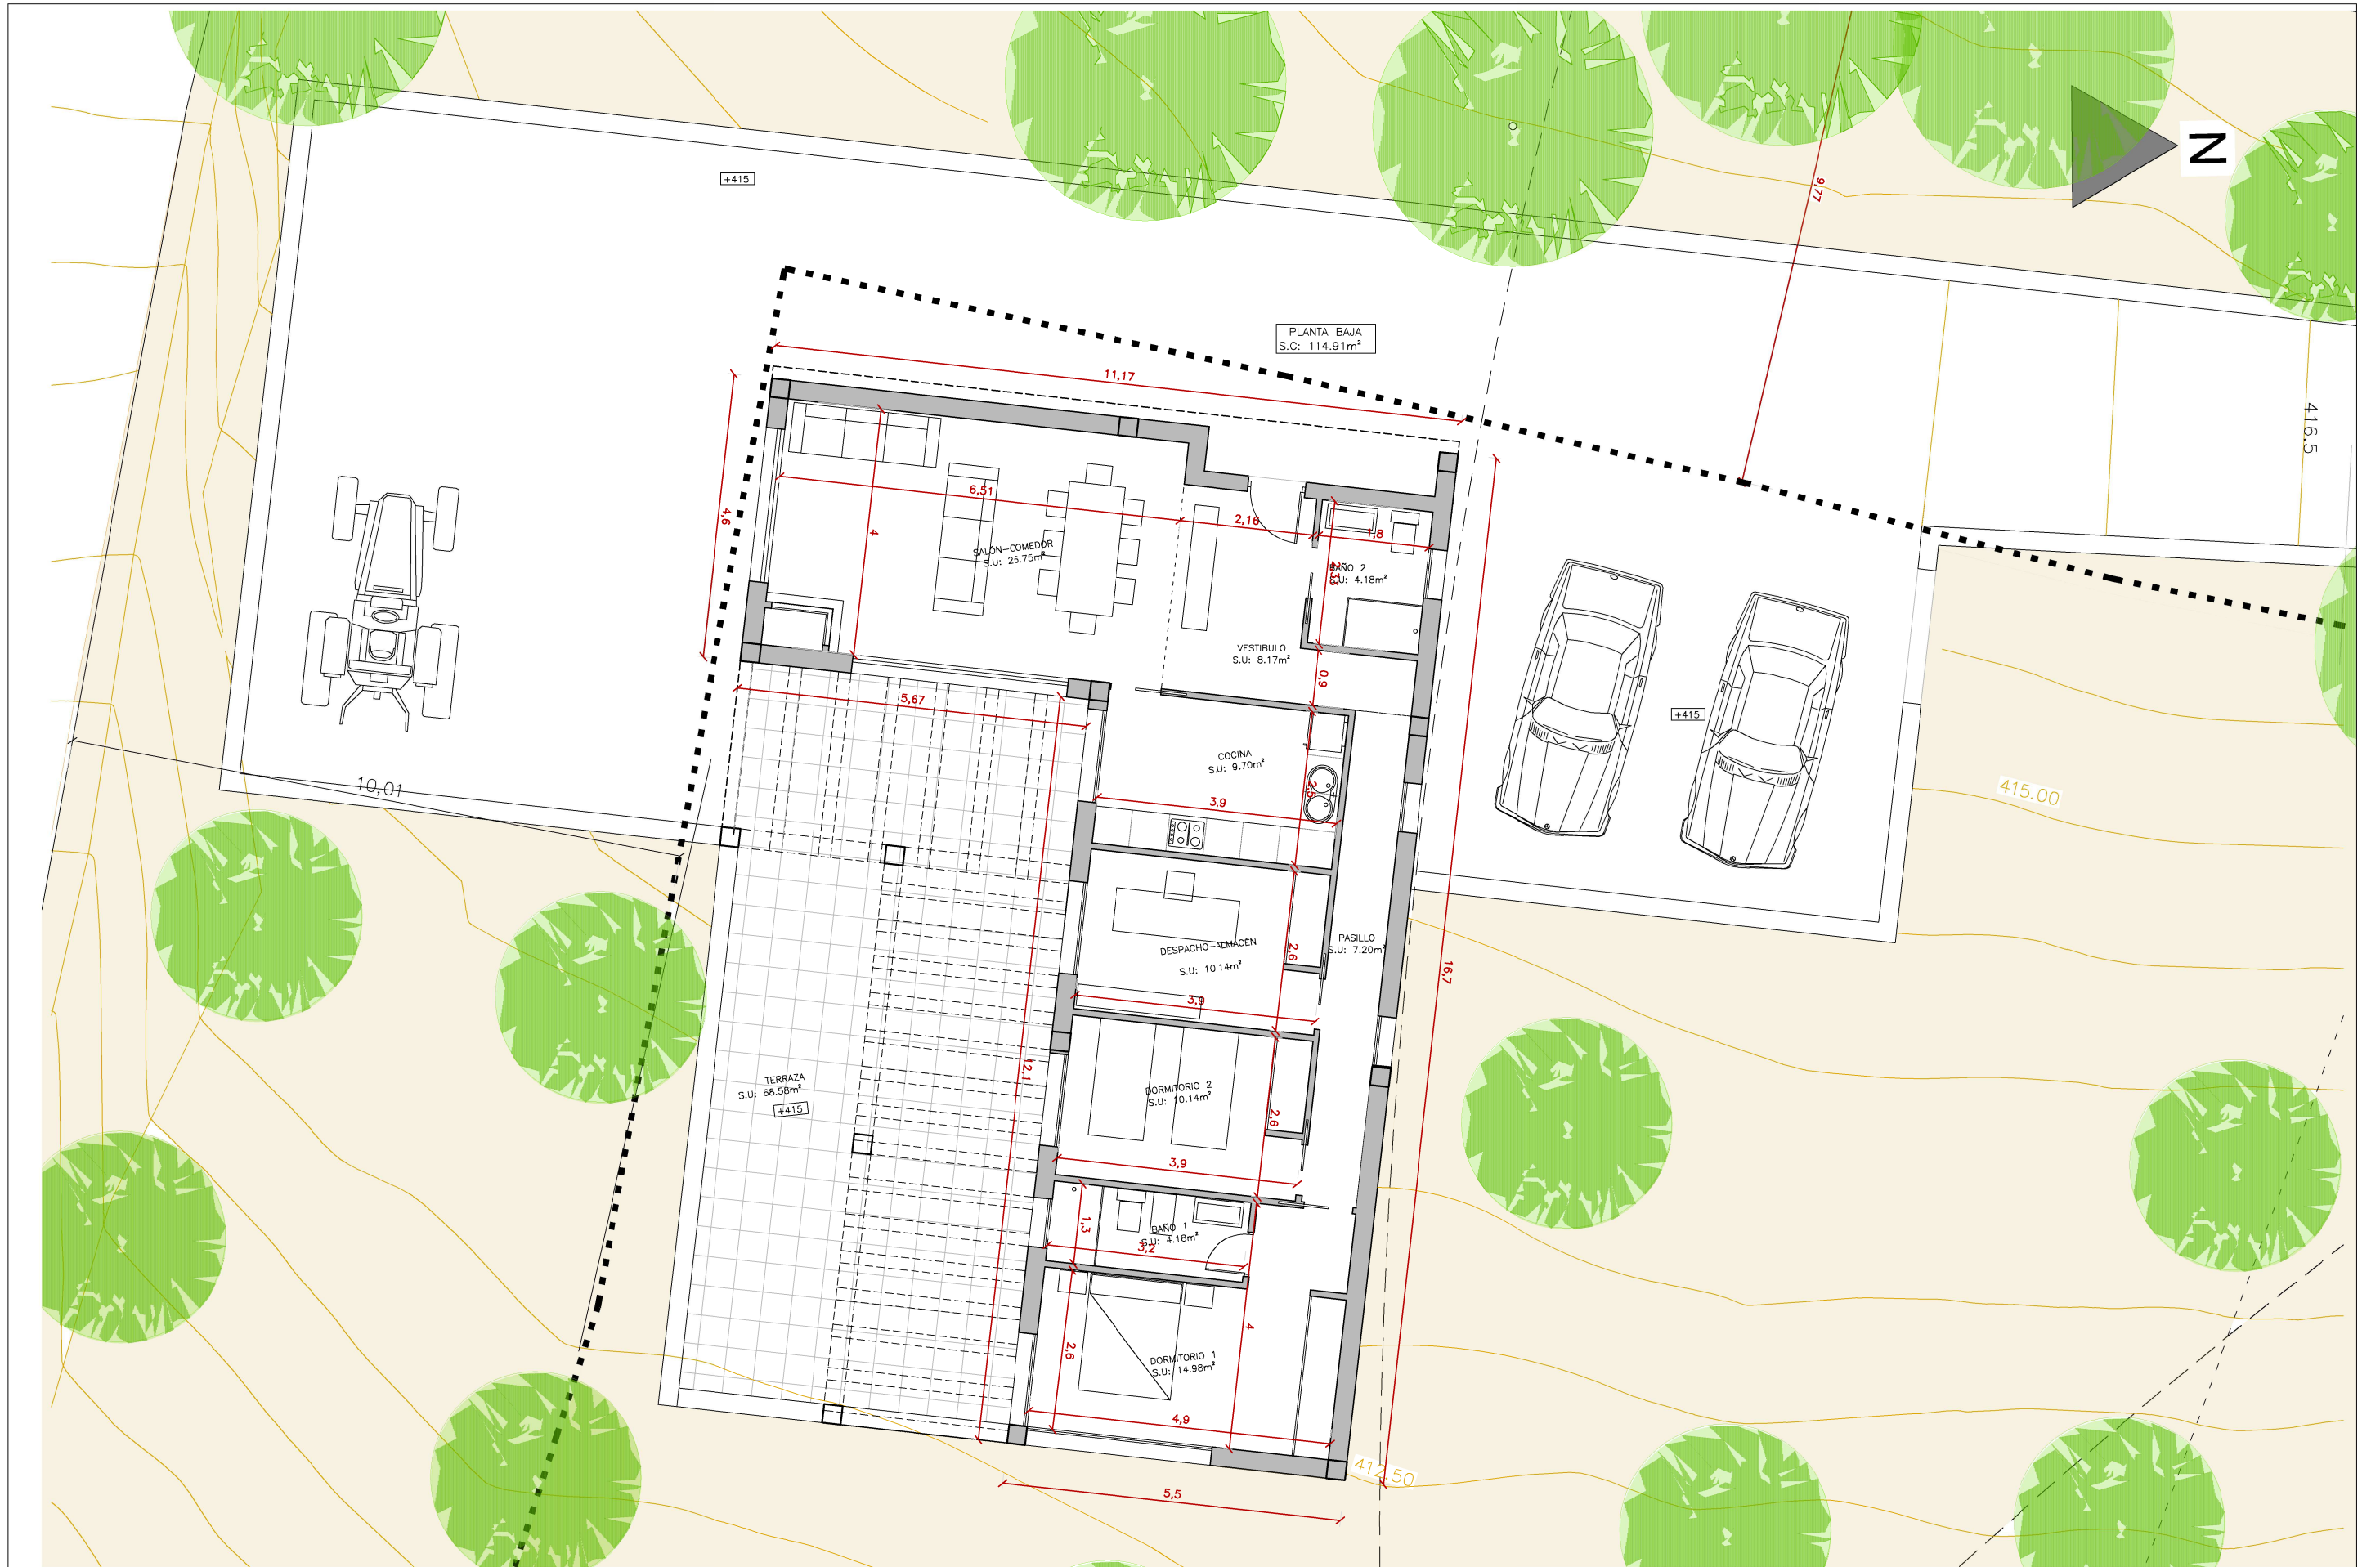 N
+415
9,77
PLANTA BAJA
S.C: 114.91m²
11,17
416,5
4,6
6,51
4
2,16
1,8
SALÓN-COMEDOR
S.U: 26.75m²
BAÑO 2
S.U: 4.18m²
VESTIBULO
S.U: 8.17m²
0,9
5,67
+415
COCINA
S.U: 9.70m²
10,01
3,9
2,6
415.00
DESPACHO-ALMACÉN
S.U: 10.14m²
2,6
PASILLO
S.U: 7.20m²
16,7
3,9
12,1
TERRAZA
S.U: 68.58m²
+415
DORMITORIO 2
S.U: 10.14m²
2,6
3,9
1,3
BAÑO 1
S.U: 4.18m²
3,2
2,6
4
DORMITORIO 1
S.U: 14.98m²
4,9
412.50
5,5